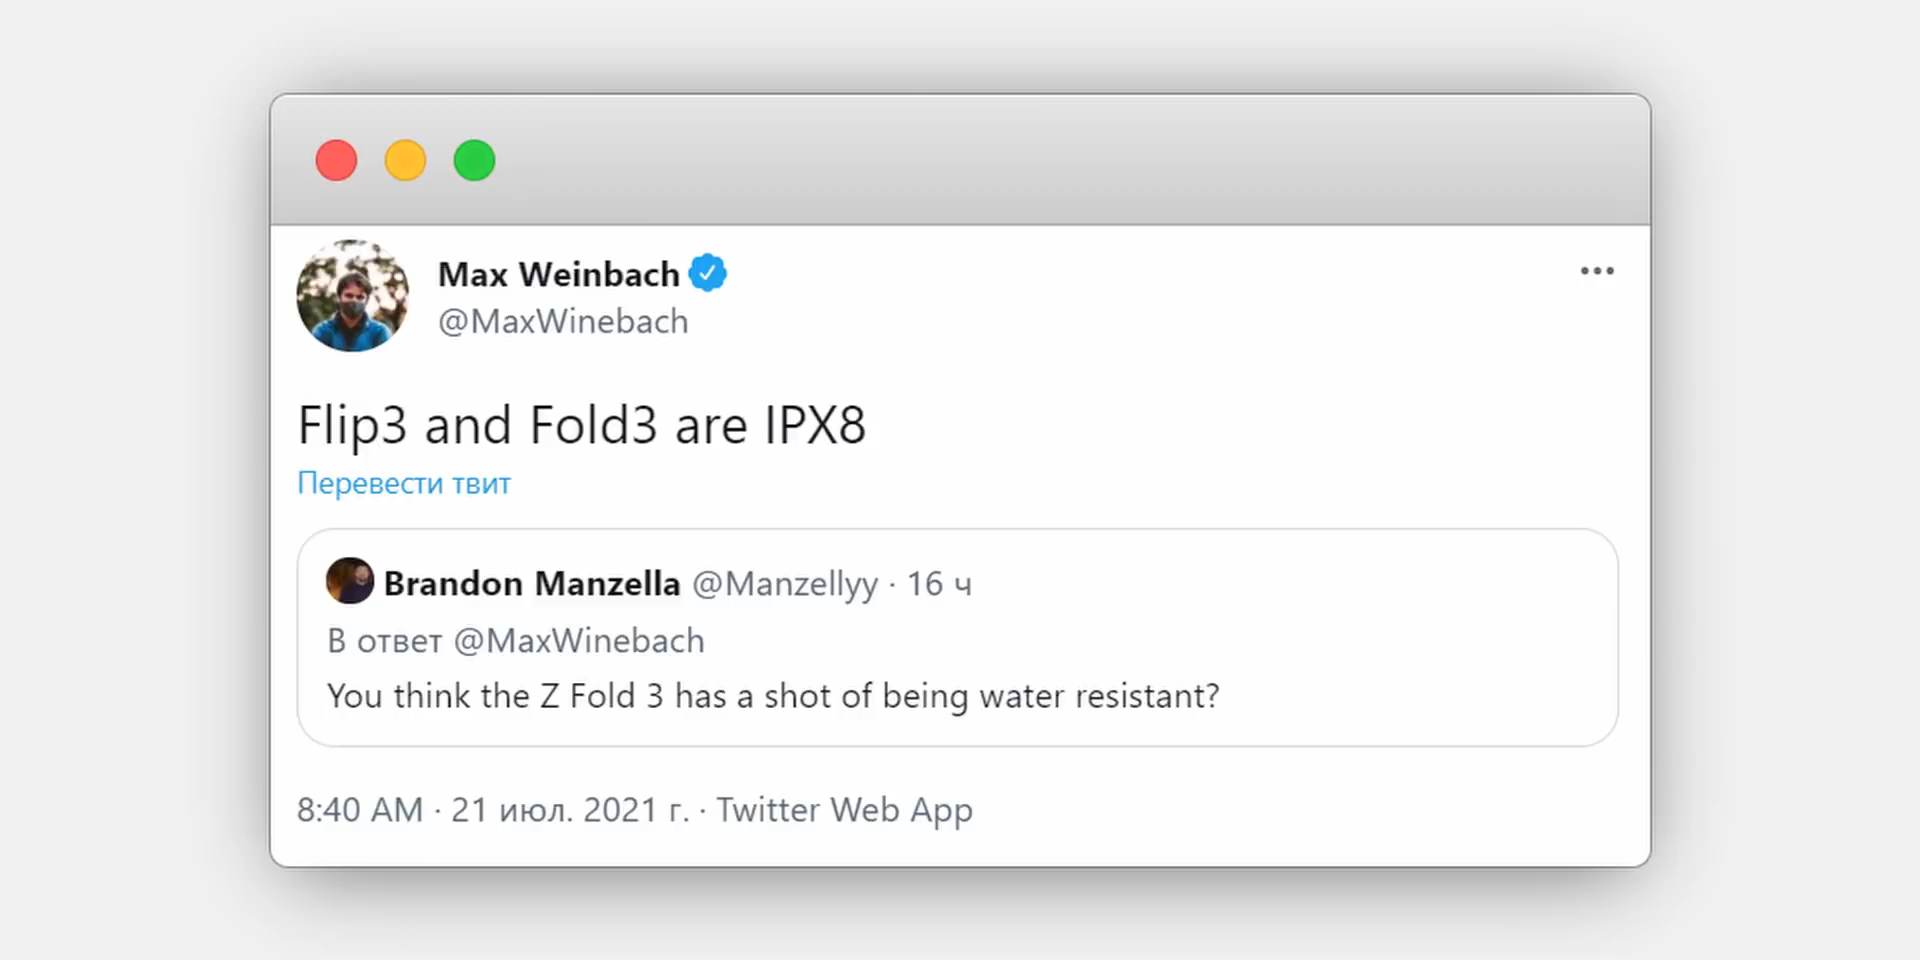 Max Weinbach
@MaxWinebach
Flip3 and Fold3 are IPX8
Перевести твит
Brandon Manzella @Manzellyy · 16 ч
В ответ @MaxWinebach
You think the Z Fold 3 has a shot of being water resistant?
8:40 AM · 21 июл. 2021 г. · Twitter Web App